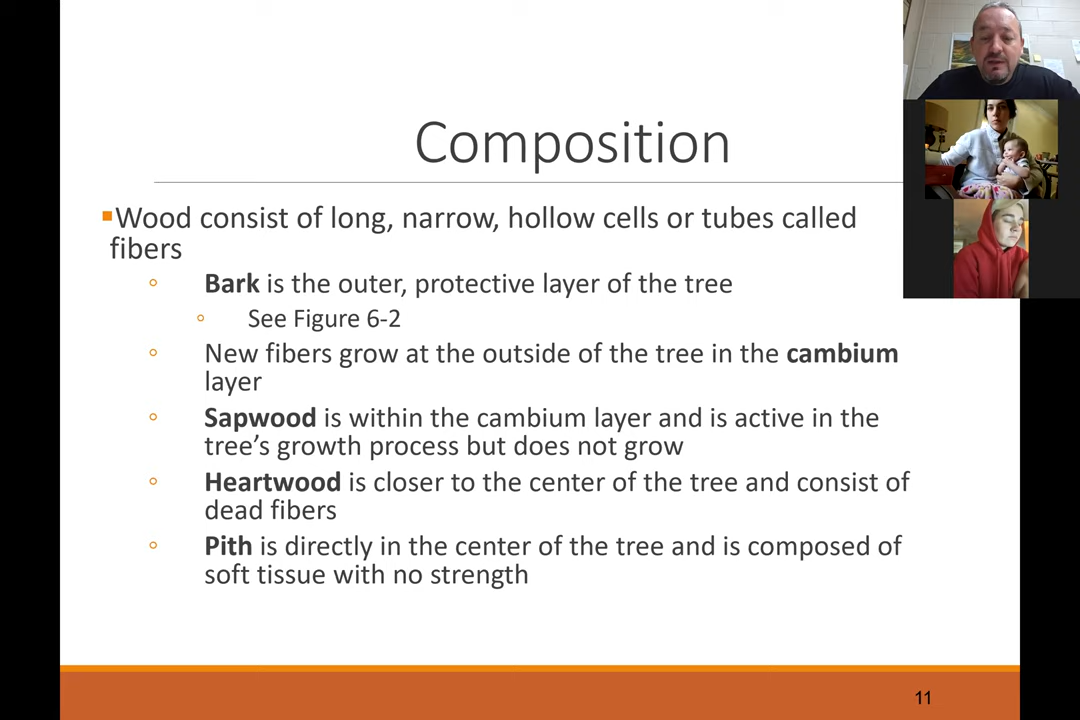 Composition
▪Wood consist of long, narrow, hollow cells or tubes called
fibers
◦ Bark is the outer, protective layer of the tree
◦ See Figure 6-2
◦ New fibers grow at the outside of the tree in the cambium
layer
◦ Sapwood is within the cambium layer and is active in the
tree’s growth process but does not grow
◦ Heartwood is closer to the center of the tree and consist of
dead fibers
◦ Pith is directly in the center of the tree and is composed of
soft tissue with no strength
11